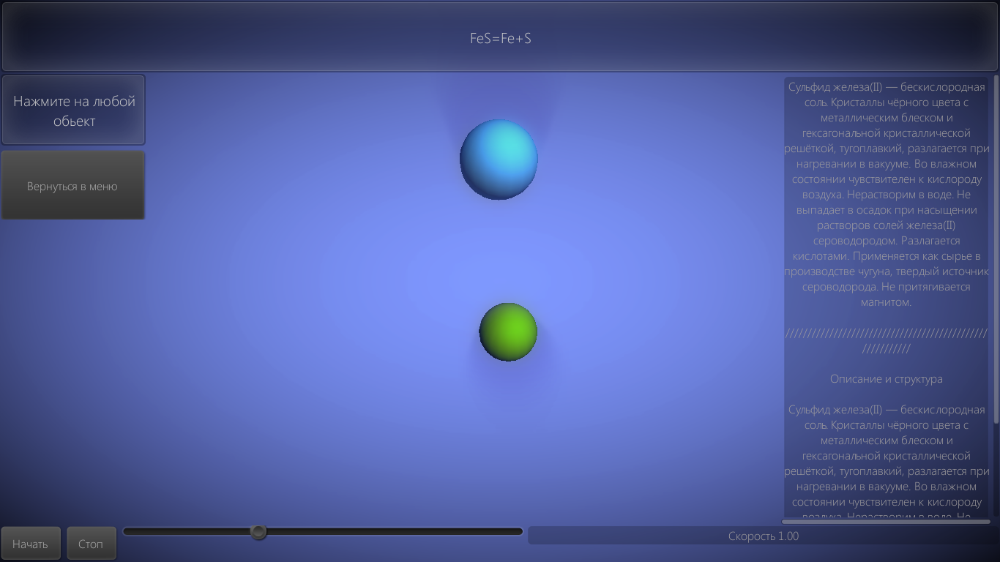 FeS=Fe+S
Нажмите на любой
обьект
Вернуться в меню
Сульфид железа(II) — бескислородная
соль. Кристаллы чёрного цвета с
металлическим блеском и
гексагональной кристаллической
решёткой, тугоплавкий, разлагается при
нагревании в вакууме. Во влажном
состоянии чувствителен к кислороду
воздуха. Нерастворим в воде. Не
выпадает в осадок при насыщении
растворов солей железа(II)
сероводородом. Разлагается
кислотами. Применяется как сырье в
производстве чугуна, твердый источник
сероводорода. Не притягивается
магнитом.
//////////////////////////////////////////////
///////////
Описание и структура
Сульфид железа(II) — бескислородная
соль. Кристаллы чёрного цвета с
металлическим блеском и
гексагональной кристаллической
решёткой, тугоплавкий, разлагается при
нагревании в вакууме. Во влажном
состоянии чувствителен к кислороду
воздуха. Нерастворим в воде. Не
Начать
Стоп
Скорость 1.00